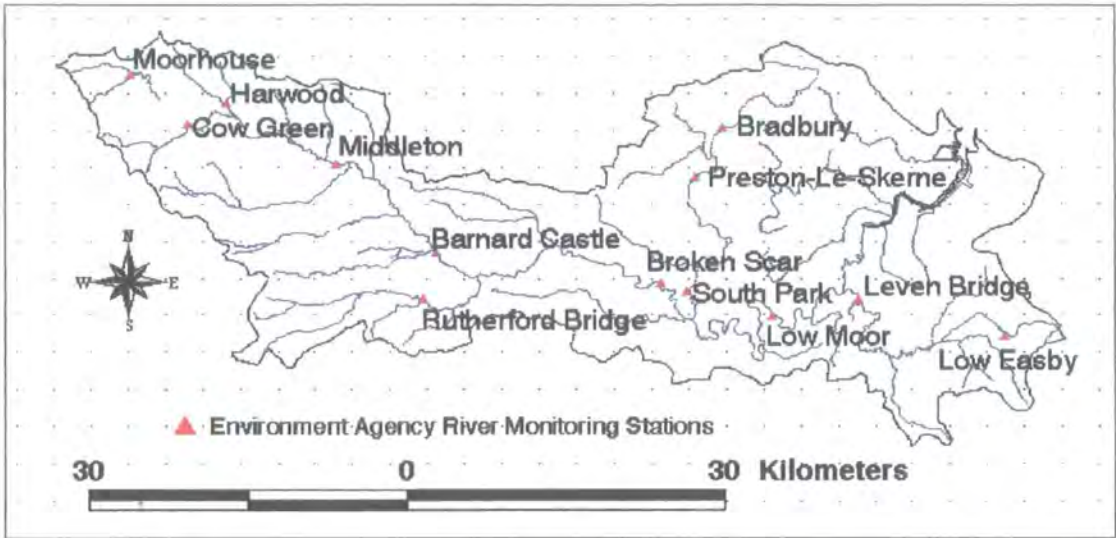 Moorhouse
Harwood
Cow Green
Middleton
Bradbury
Preston-Le-Skerne
Barnard Castle
Broken Scar
South Park
Leven Bridge
Rutherford Bridge
Low Moor
Low Easby
N
W E
S
Environment Agency River Monitoring Stations
30 0 30 Kilometers